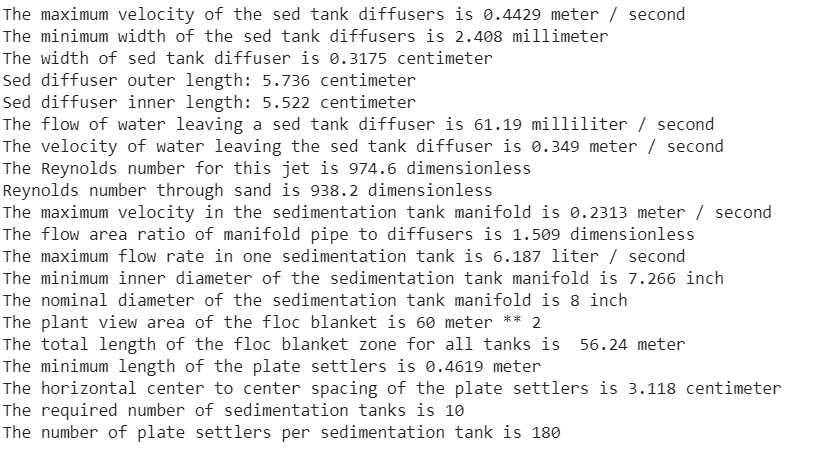 The maximum velocity of the sed tank diffusers is 0.4429 meter / second
The minimum width of the sed tank diffusers is 2.408 millimeter
The width of sed tank diffuser is 0.3175 centimeter
Sed diffuser outer length: 5.736 centimeter
Sed diffuser inner length: 5.522 centimeter
The flow of water leaving a sed tank diffuser is 61.19 milliliter / second
The velocity of water leaving the sed tank diffuser is 0.349 meter / second
The Reynolds number for this jet is 974.6 dimensionless
Reynolds number through sand is 938.2 dimensionless
The maximum velocity in the sedimentation tank manifold is 0.2313 meter / second
The flow area ratio of manifold pipe to diffusers is 1.509 dimensionless
The maximum flow rate in one sedimentation tank is 6.187 liter / second
The minimum inner diameter of the sedimentation tank manifold is 7.266 inch
The nominal diameter of the sedimentation tank manifold is 8 inch
The plant view area of the floc blanket is 60 meter ** 2
The total length of the floc blanket zone for all tanks is  56.24 meter
The minimum length of the plate settlers is 0.4619 meter
The horizontal center to center spacing of the plate settlers is 3.118 centimeter
The required number of sedimentation tanks is 10
The number of plate settlers per sedimentation tank is 180